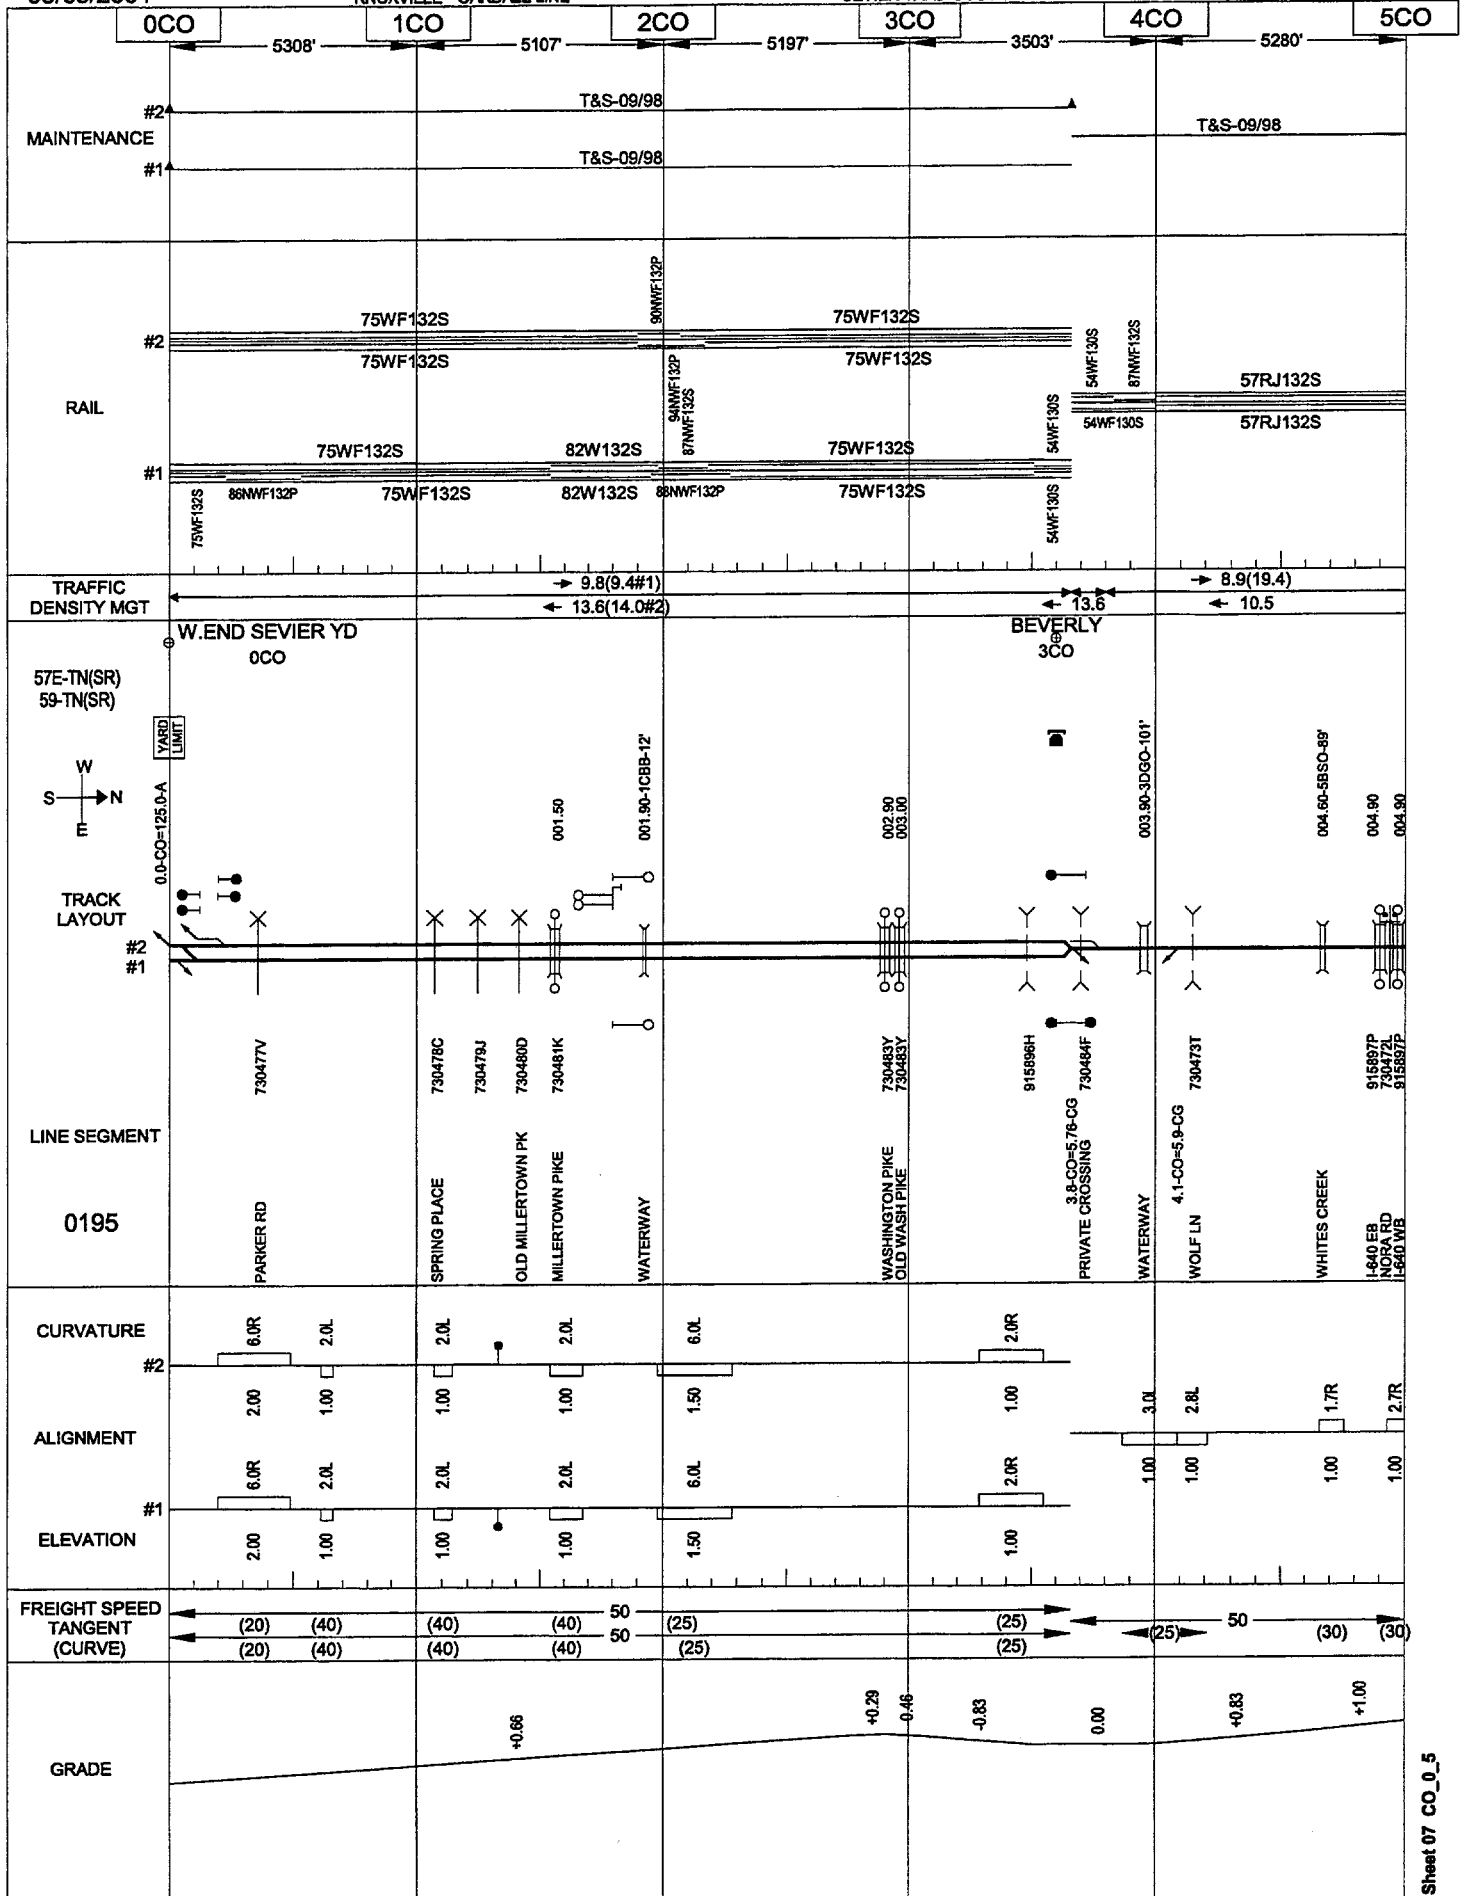 0CO 1CO 2CO 3CO 4CO 5CO
5308' 5107' 5197' 3503' 5280'
MAINTENANCE
#2 T&S-09/98
T&S-09/98
#1 T&S-09/98
RAIL
90NWF132P
75WF132S 75WF132S
#2
75WF132S 75WF132S
54WF130S 87NWF132S
57RJ132S
54WF130S 57RJ132S
94NWF132P
87NWF132S
54WF130S
75WF132S 82W132S 75WF132S
#1
75WF132S 86NWF132P 75WF132S 82W132S 88NWF132P 75WF132S 54WF130S
TRAFFIC
DENSITY MGT
9.8(9.4#1) 8.9(19.4)
13.6(14.0#2) 13.6 10.5
W.END SEVIER YD
0CO
BEVERLY
3CO
57E-TN(SR)
59-TN(SR)
YARD
LIMIT
W
S N
E
0.0-CO=125.0-A
001.50
001.90-1CBB-12'
002.90
003.00
003.90-3DGO-101'
004.60-5BSO-89'
004.90
004.90
TRACK
LAYOUT
#2
#1
730477V
730478C
730479J
730480D
730481K
730483Y
730483Y
915896H
730484F
730473T
915897P
730472L
915897P
LINE SEGMENT
0195
PARKER RD
SPRING PLACE
OLD MILLERTOWN PK
MILLERTOWN PIKE
WATERWAY
WASHINGTON PIKE
OLD WASH PIKE
3.8-CO=5.76-CG
PRIVATE CROSSING
WATERWAY
4.1-CO=5.9-CG
WOLF LN
WHITES CREEK
I-640 EB
NORA RD
I-640 WB
CURVATURE
6.0R 2.0L 2.0L 2.0L 6.0L 2.0R
#2
2.00 1.00 1.00 1.00 1.50 1.00
3.0L 2.8L 1.7R 2.7R
ALIGNMENT
1.00 1.00 1.00 1.00
6.0R 2.0L 2.0L 2.0L 6.0L 2.0R
#1
ELEVATION
2.00 1.00 1.00 1.00 1.50 1.00
FREIGHT SPEED
TANGENT
(CURVE)
50 50
(20) (40) (40) (40) (25) (25) (25) (30) (30)
50
(20) (40) (40) (40) (25) (25)
GRADE
+0.66 +0.29 0.46 -0.83 0.00 +0.83 +1.00
Sheet 07 CO_0_5